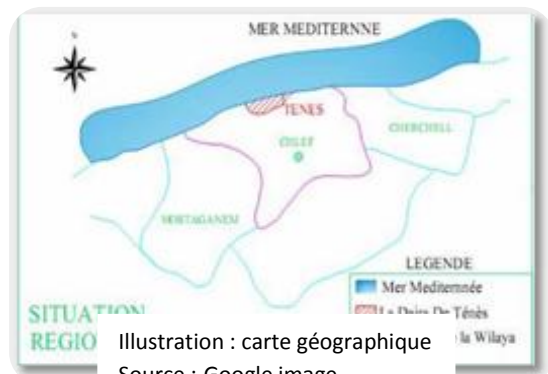 N
MER MEDITERNNE
TENES
CHLEF
CHERCHELL
MOSTAGANEM
LEGENDE
Mer Mediternnée
La Daira De Ténès
la Wilaya
SITUATION
REGIO
Illustration : carte géographique
Source : Google image